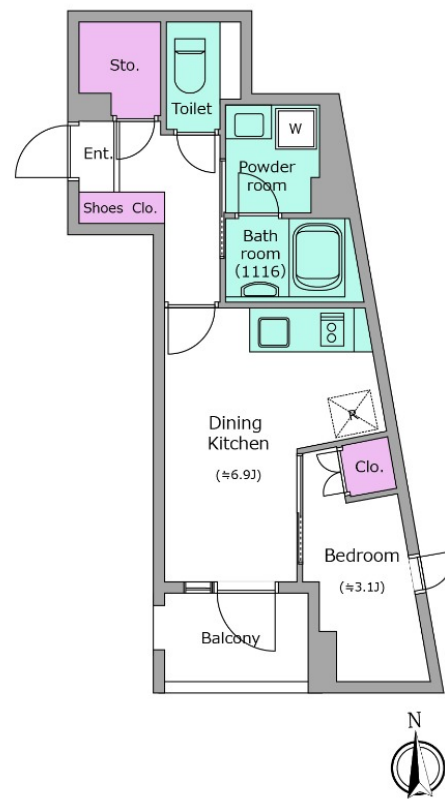 Sto.
Toilet
W
Ent.
Powder
room
Shoes Clo.
Bath
room
(1116)
Dining
Kitchen
(≒6.9J)
R
Clo.
Bedroom
(≒3.1J)
Balcony
N